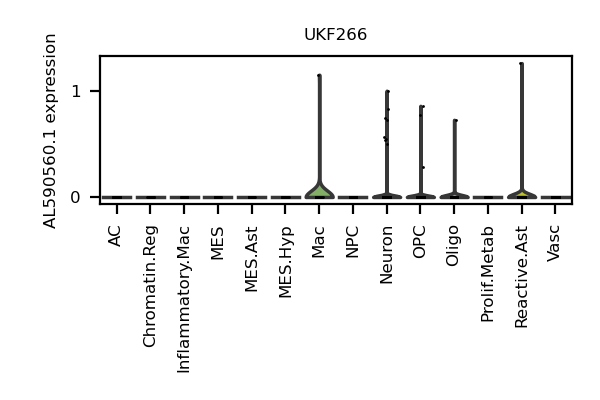 UKF266
AL590560.1 expression
1
0
AC
Chromatin.Reg
Inflammatory.Mac
MES
MES.Ast
MES.Hyp
Mac
NPC
Neuron
OPC
Oligo
Prolif.Metab
Reactive.Ast
Vasc